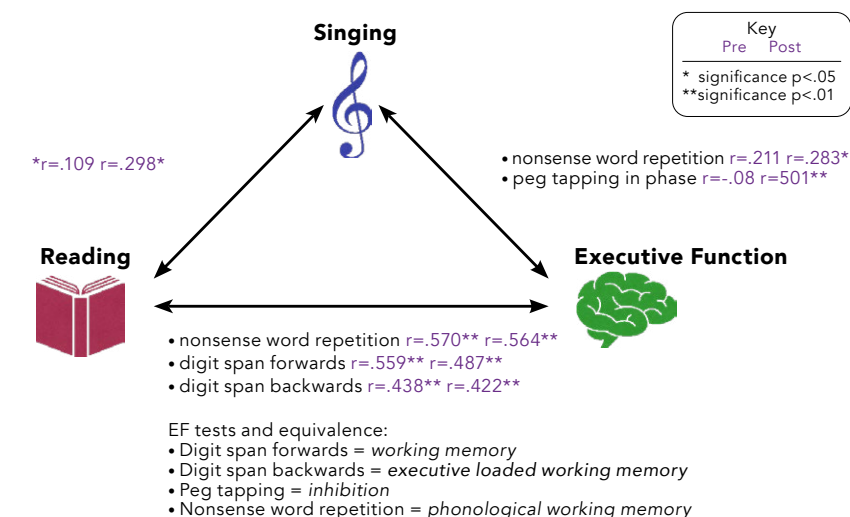 Singing
Key
Pre Post
* significance p<.05
**significance p<.01
*r=.109 r=.298*
• nonsense word repetition r=.211 r=.283*
• peg tapping in phase r=-.08 r=501**
Reading
Executive Function
• nonsense word repetition r=.570** r=.564**
• digit span forwards r=.559** r=.487**
• digit span backwards r=.438** r=.422**
EF tests and equivalence:
• Digit span forwards = working memory
• Digit span backwards = executive loaded working memory
• Peg tapping = inhibition
• Nonsense word repetition = phonological working memory